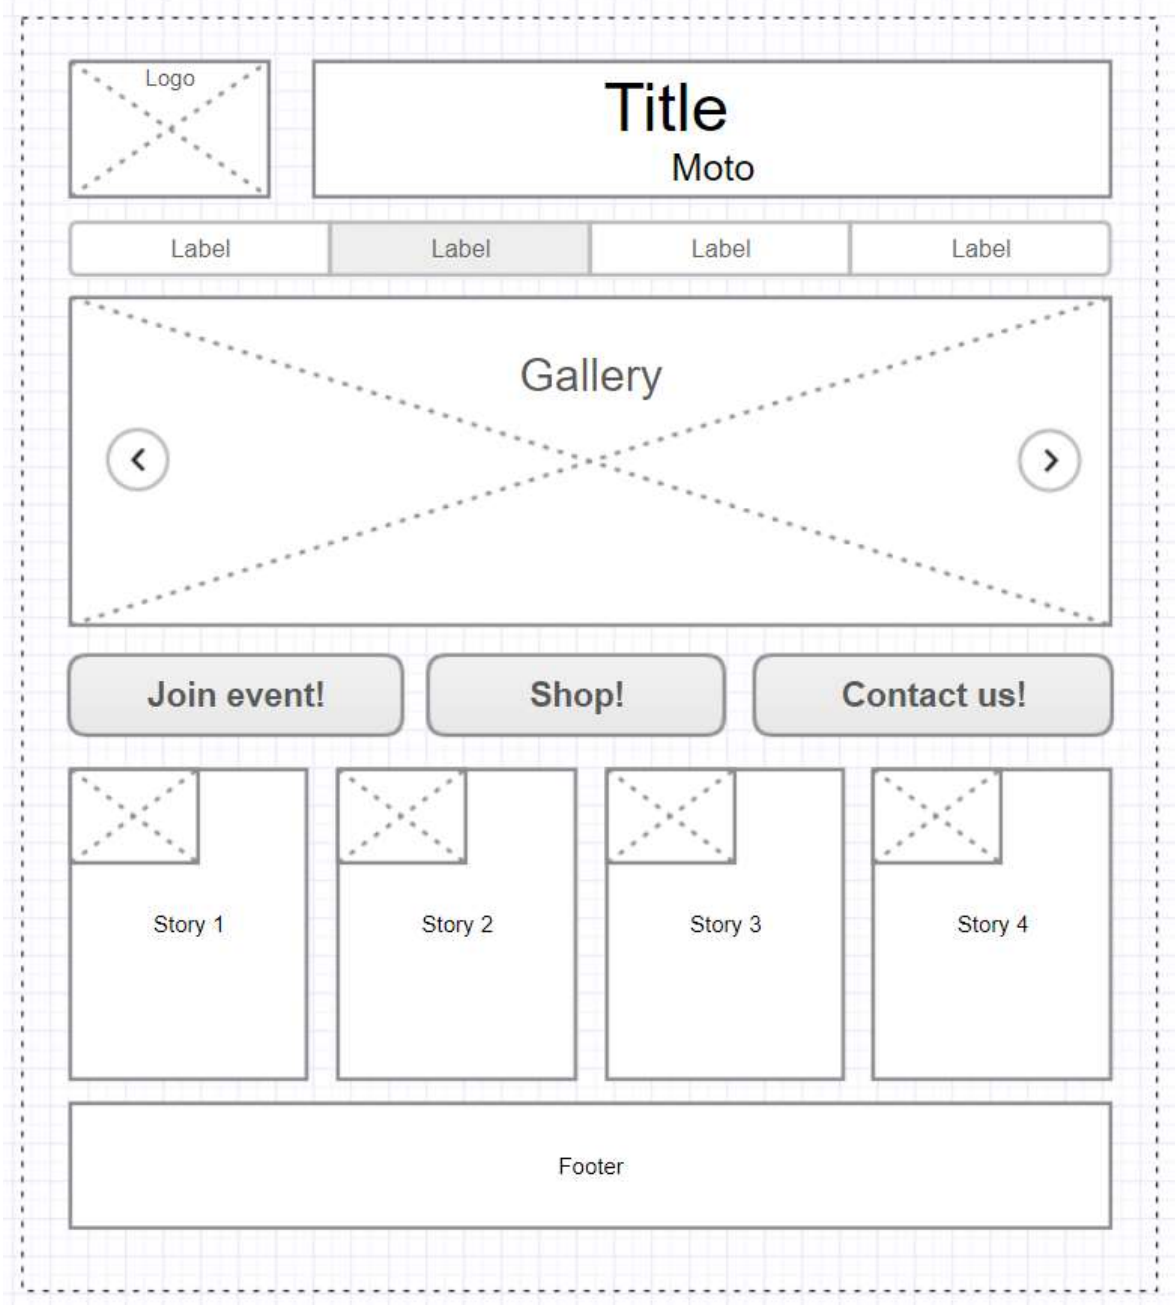 Logo
Title
Moto
Label Label Label Label
Gallery
Join event! Shop! Contact us!
Story 1 Story 2 Story 3 Story 4
Footer